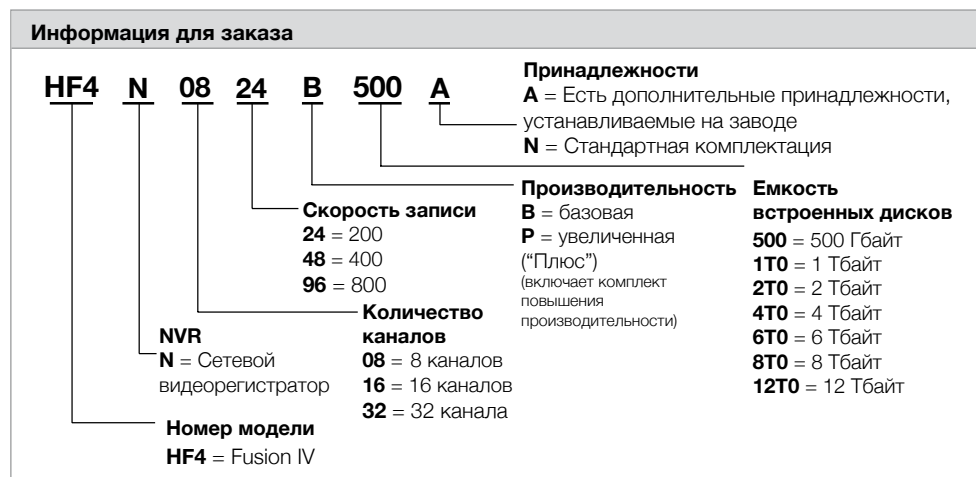 Информация для заказа
HF4 N 08 24 B 500 A
Принадлежности
A = Есть дополнительные принадлежности,
устанавливаемые на заводе
N = Стандартная комплектация
Производительность
B = базовая
P = увеличенная
(“Плюс”)
(включает комплект
повышения
производительности)
Емкость
встроенных дисков
500 = 500 Гбайт
1T0 = 1 Тбайт
2T0 = 2 Тбайт
4T0 = 4 Тбайт
6T0 = 6 Тбайт
8T0 = 8 Тбайт
12T0 = 12 Тбайт
Скорость записи
24 = 200
48 = 400
96 = 800
Количество
каналов
08 = 8 каналов
16 = 16 каналов
32 = 32 канала
NVR
N = Сетевой
видеорегистратор
Номер модели
HF4 = Fusion IV